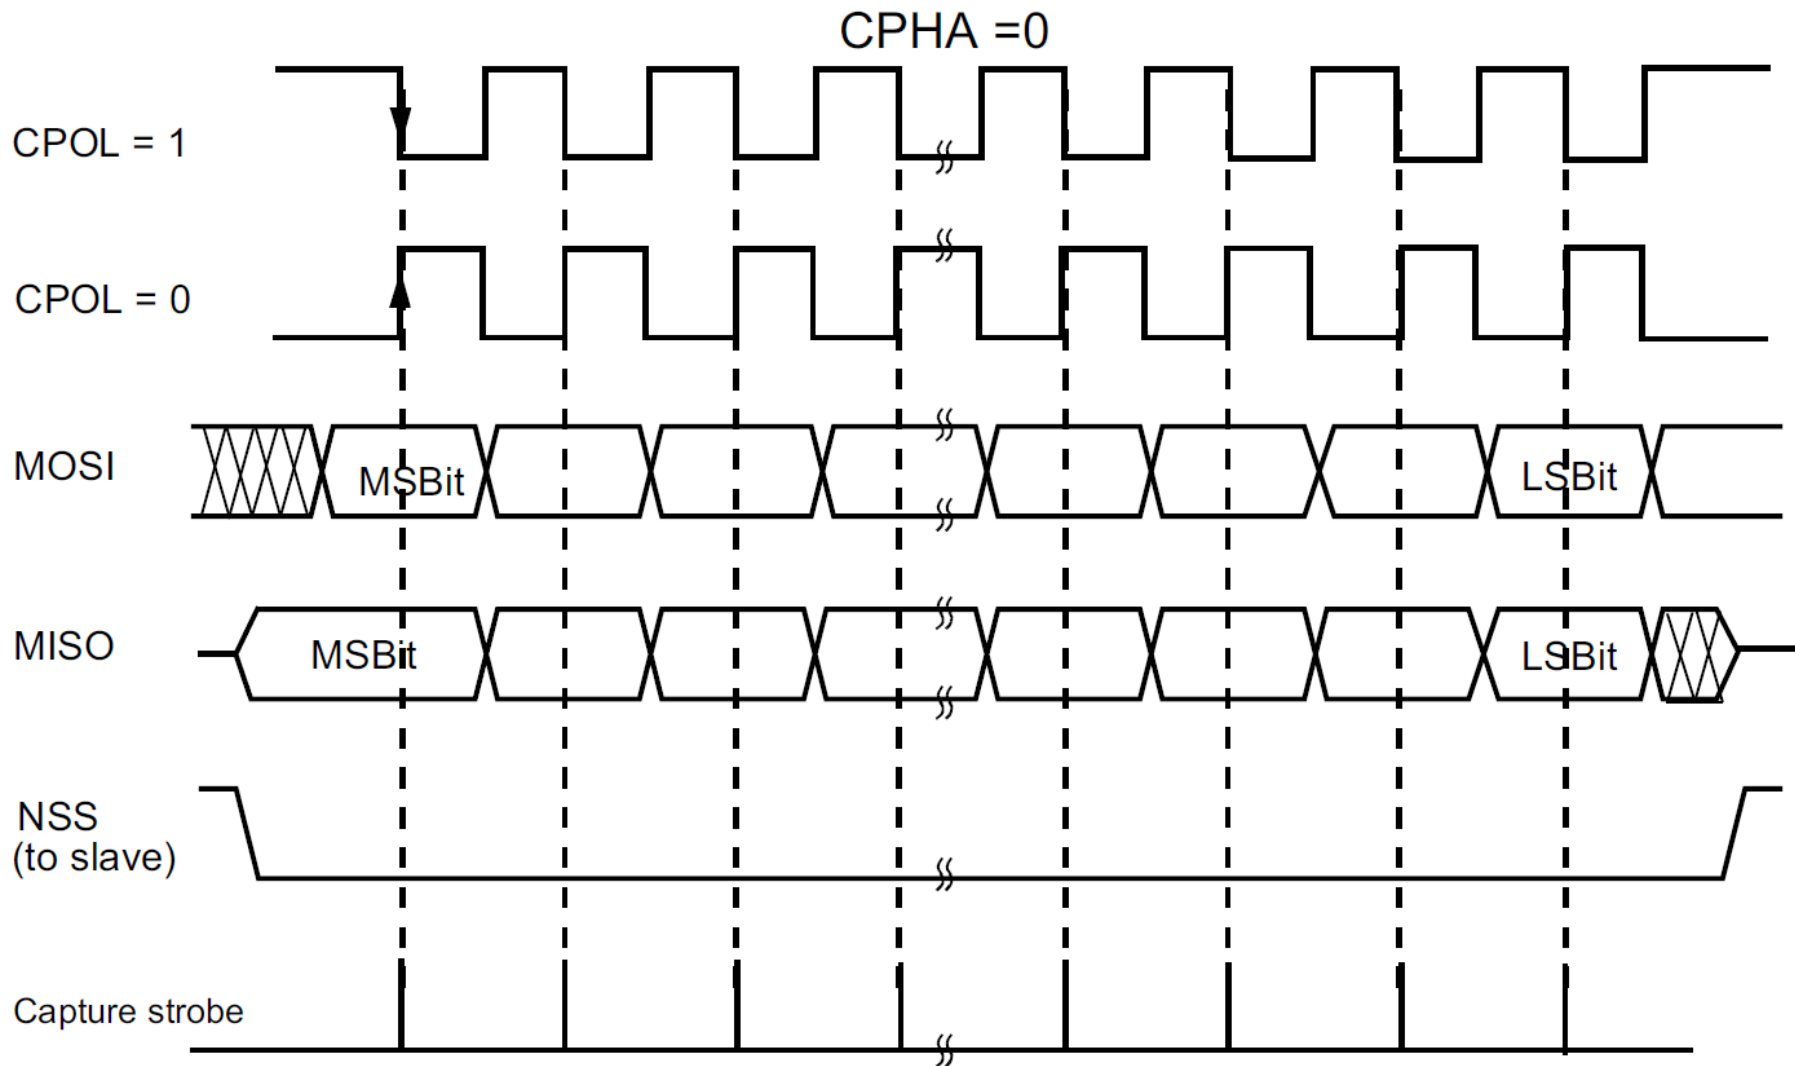 CPHA =0
CPOL = 1
CPOL = 0
MOSI
MSBit
LSBit
MISO
MSBit
LSBit
NSS
(to slave)
Capture strobe